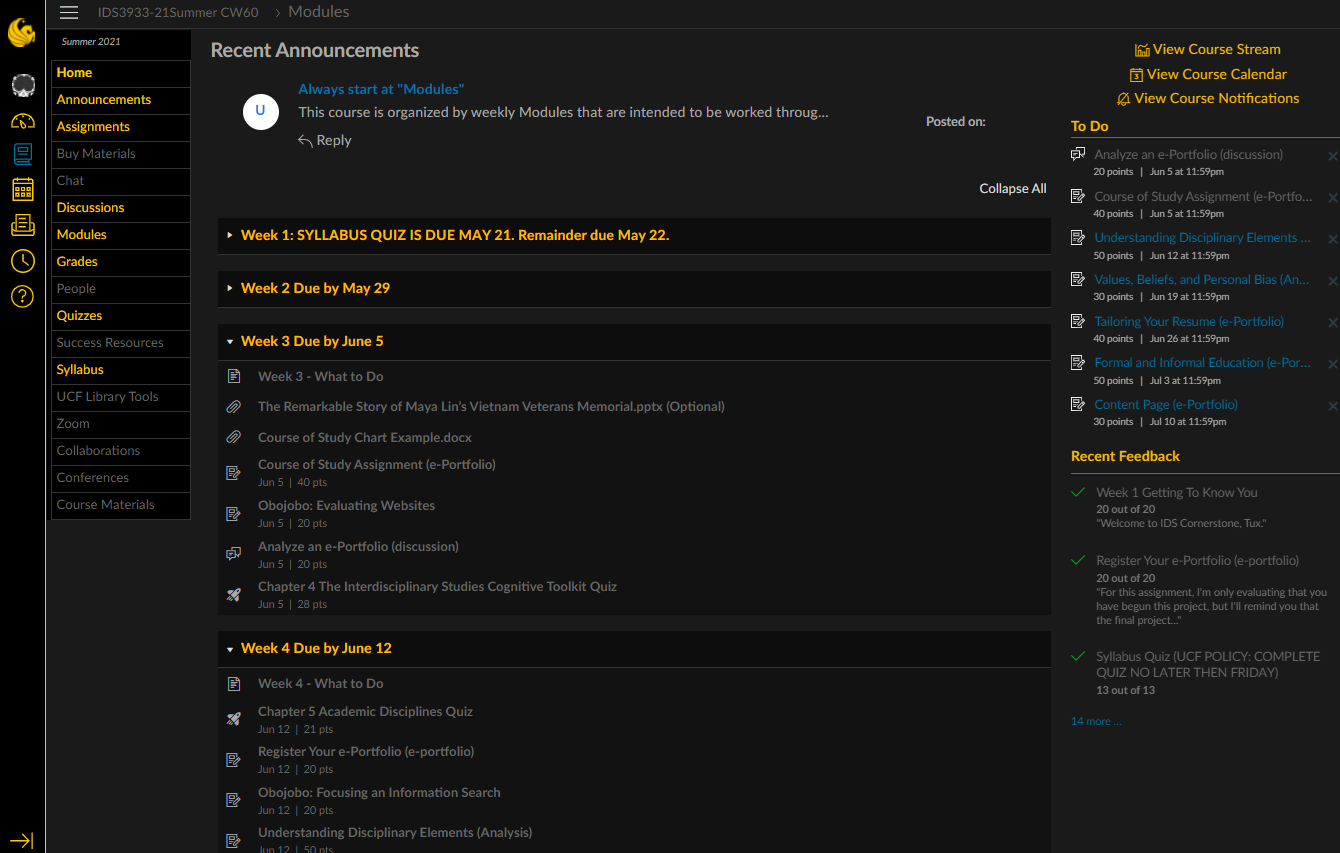 IDS3933-21Summer CW60 > Modules
Summer 2021
Home
Announcements
Assignments
Buy Materials
Chat
Discussions
Modules
Grades
People
Quizzes
Success Resources
Syllabus
UCF Library Tools
Zoom
Collaborations
Conferences
Course Materials
Recent Announcements
U
Always start at "Modules"
This course is organized by weekly Modules that are intended to be worked throug...
Reply
Posted on:
Collapse All
Week 1: SYLLABUS QUIZ IS DUE MAY 21. Remainder due May 22.
Week 2 Due by May 29
Week 3 Due by June 5
Week 3 - What to Do
The Remarkable Story of Maya Lin's Vietnam Veterans Memorial.pptx (Optional)
Course of Study Chart Example.docx
Course of Study Assignment (e-Portfolio)
Jun 5 | 40 pts
Obojobo: Evaluating Websites
Jun 5 | 20 pts
Analyze an e-Portfolio (discussion)
Jun 5 | 20 pts
Chapter 4 The Interdisciplinary Studies Cognitive Toolkit Quiz
Jun 5 | 28 pts
Week 4 Due by June 12
Week 4 - What to Do
Chapter 5 Academic Disciplines Quiz
Jun 12 | 21 pts
Register Your e-Portfolio (e-portfolio)
Jun 12 | 20 pts
Obojobo: Focusing an Information Search
Jun 12 | 20 pts
Understanding Disciplinary Elements (Analysis)
Jun 12 | 50 pts
View Course Stream
View Course Calendar
View Course Notifications
To Do
Analyze an e-Portfolio (discussion)
20 points | Jun 5 at 11:59pm
Course of Study Assignment (e-Portfo...
40 points | Jun 5 at 11:59pm
Understanding Disciplinary Elements ...
50 points | Jun 12 at 11:59pm
Values, Beliefs, and Personal Bias (An...
30 points | Jun 19 at 11:59pm
Tailoring Your Resume (e-Portfolio)
40 points | Jun 26 at 11:59pm
Formal and Informal Education (e-Por...
50 points | Jul 3 at 11:59pm
Content Page (e-Portfolio)
30 points | Jul 10 at 11:59pm
Recent Feedback
Week 1 Getting To Know You
20 out of 20
"Welcome to IDS Cornerstone, Tux."
Register Your e-Portfolio (e-portfolio)
20 out of 20
"For this assignment, I'm only evaluating that you
have begun this project, but I'll remind you that
the final project..."
Syllabus Quiz (UCF POLICY: COMPLETE
QUIZ NO LATER THEN FRIDAY)
13 out of 13
14 more ...